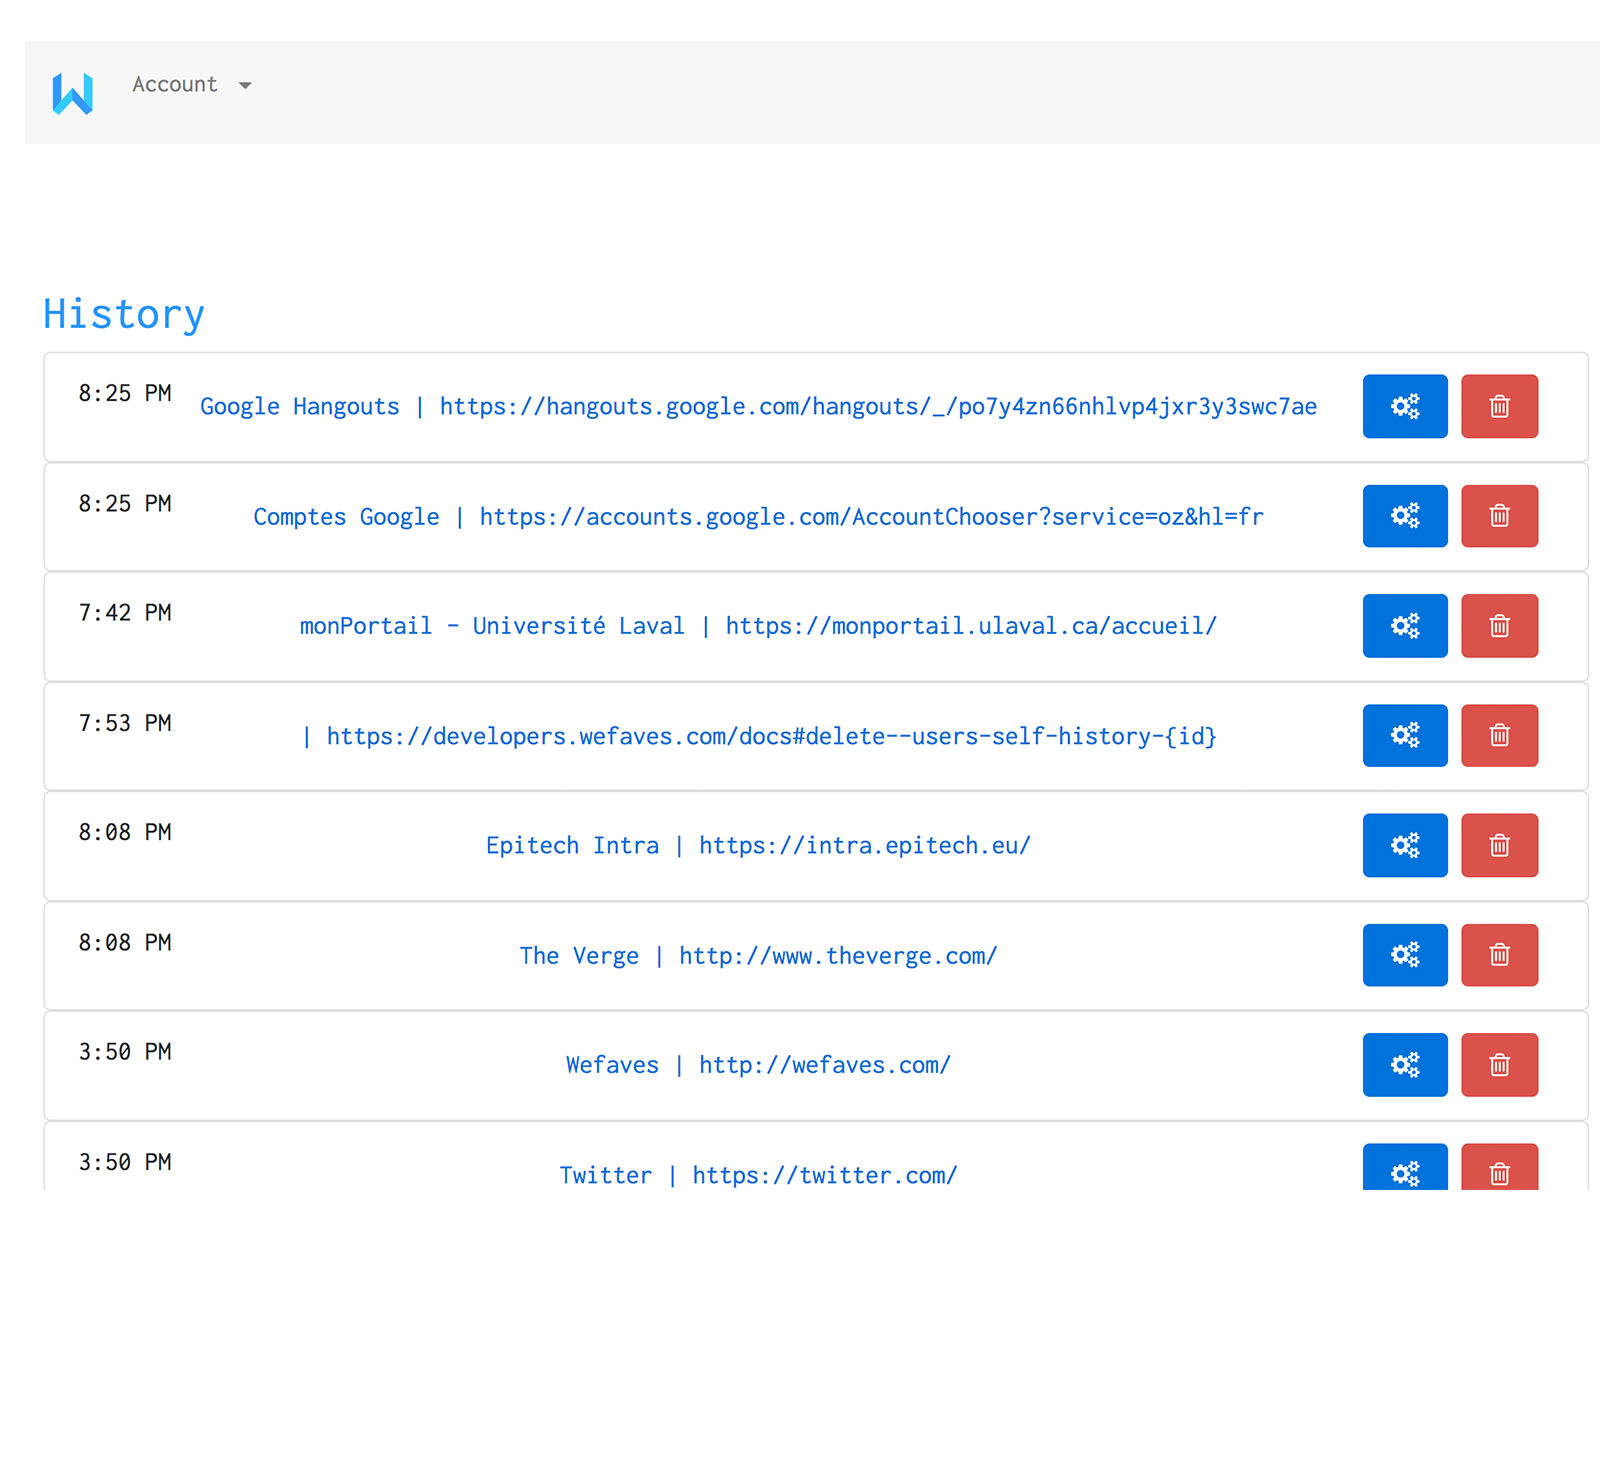 Account
History
8:25 PM Google Hangouts | https://hangouts.google.com/hangouts/_/po7y4zn66nhlvp4jxr3y3swc7ae
8:25 PM Comptes Google | https://accounts.google.com/AccountChooser?service=oz&hl=fr
7:42 PM monPortail - Université Laval | https://monportail.ulaval.ca/accueil/
7:53 PM | https://developers.wefaves.com/docs#delete--users-self-history-{id}
8:08 PM Epitech Intra | https://intra.epitech.eu/
8:08 PM The Verge | http://www.theverge.com/
3:50 PM Wefaves | http://wefaves.com/
3:50 PM Twitter | https://twitter.com/